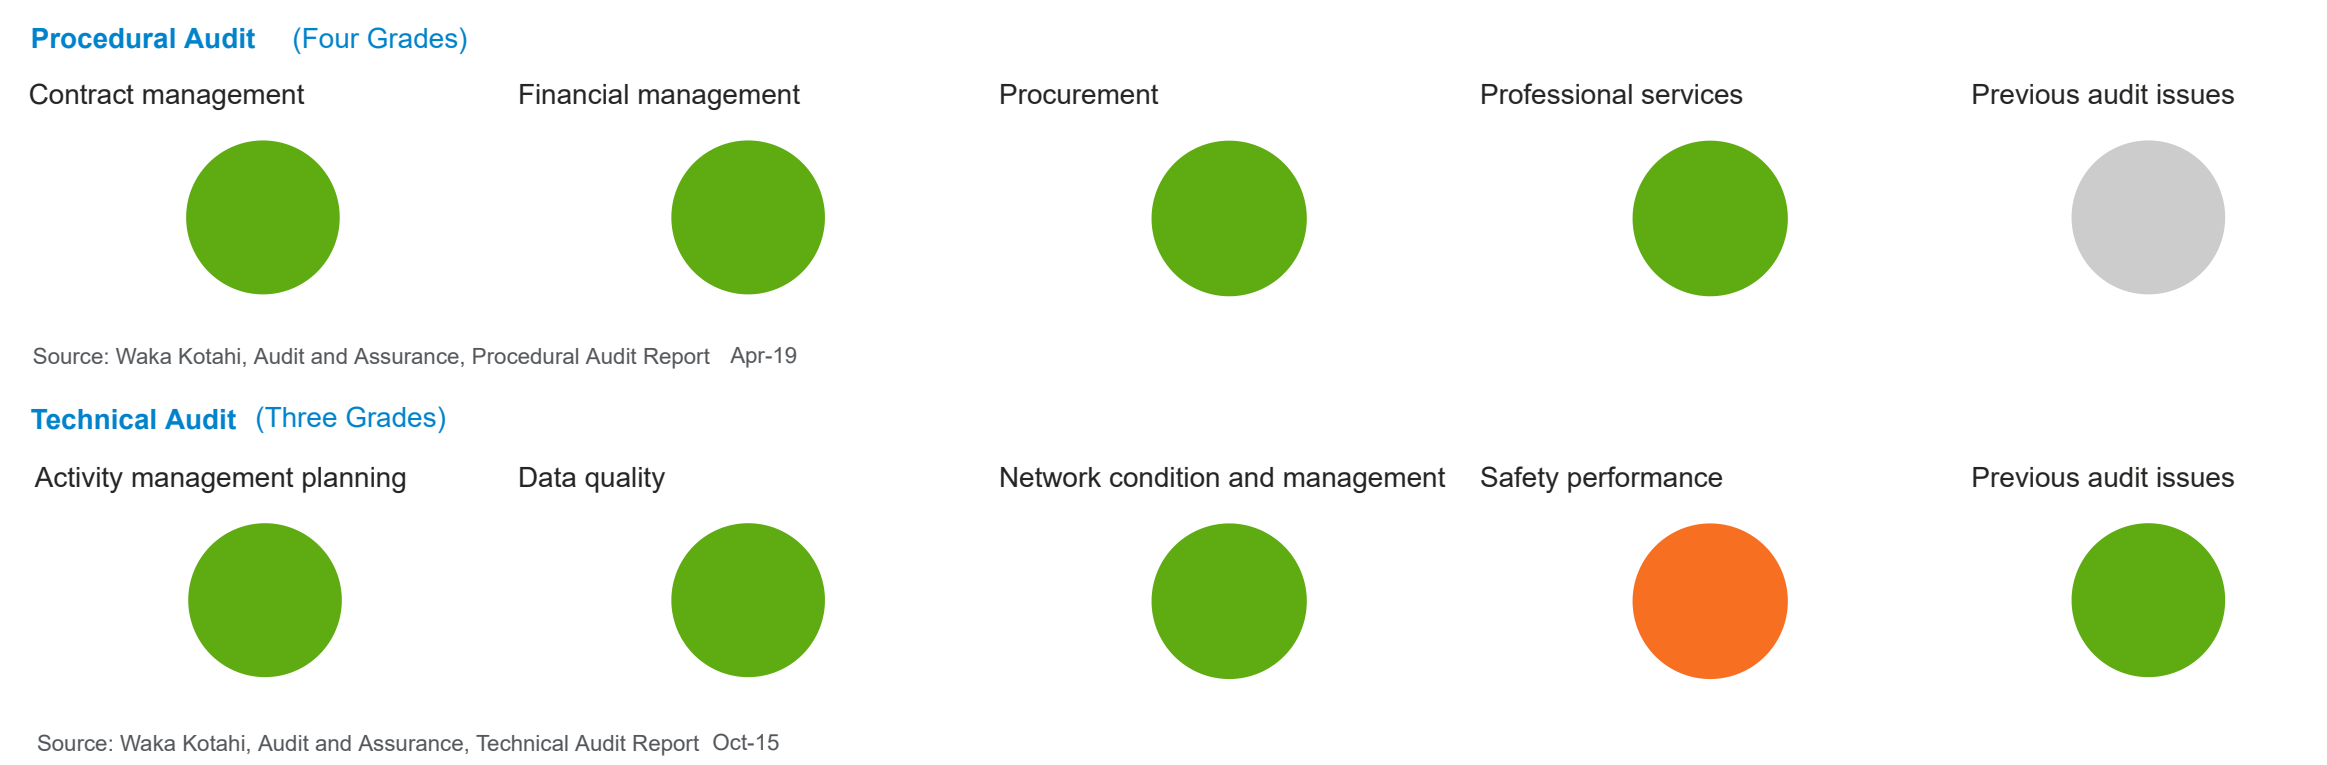 Procedural Audit (Four Grades)
Contract management
Financial management
Procurement
Professional services
Previous audit issues
Source: Waka Kotahi, Audit and Assurance, Procedural Audit Report Apr-19
Technical Audit (Three Grades)
Activity management planning
Data quality
Network condition and management
Safety performance
Previous audit issues
Source: Waka Kotahi, Audit and Assurance, Technical Audit Report Oct-15